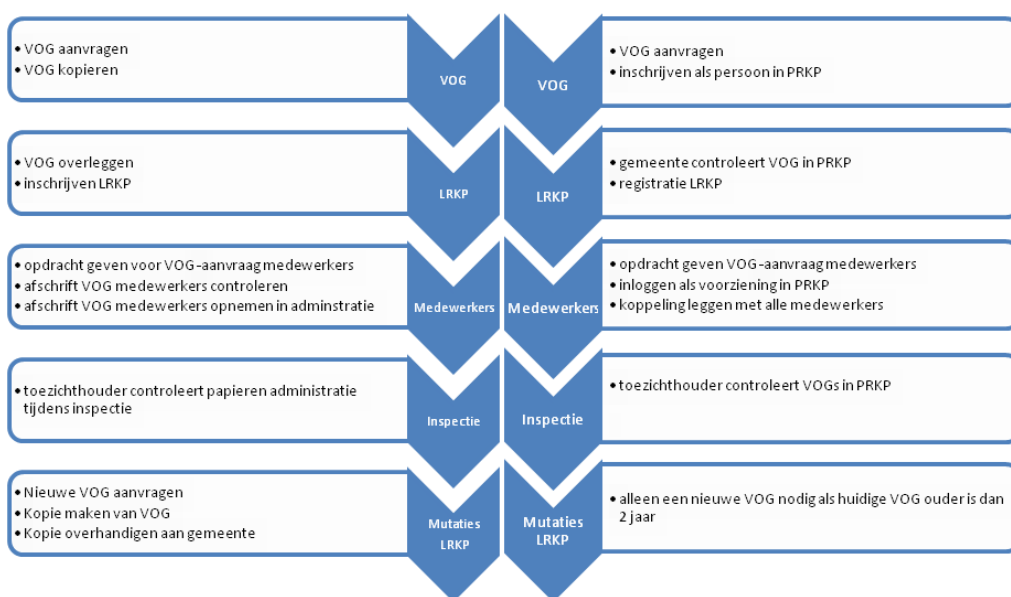 • VOG aanvragen
• VOG kopieren
VOG
VOG
• VOG aanvragen
• inschrijven als persoon in PRKP
• VOG overleggen
• inschrijven LRKP
LRKP
LRKP
• gemeente controleert VOG in PRKP
• registratie LRKP
• opdracht geven voor VOG-aanvraag medewerkers
• afschrift VOG medewerkers controleren
• afschrift VOG medewerkers opnemen in adminstratie
Medewerkers
Medewerkers
• opdracht geven VOG-aanvraag medewerkers
• inloggen als voorziening in PRKP
• koppeling leggen met alle medewerkers
• toezichthouder controleert papieren administratie
tijdens inspectie
Inspectie
Inspectie
• toezichthouder controleert VOGs in PRKP
• Nieuwe VOG aanvragen
• Kopie maken van VOG
• Kopie overhandigen aan gemeente
Mutaties
LRKP
Mutaties
LRKP
• alleen een nieuwe VOG nodig als huidige VOG ouder is dan
2 jaar